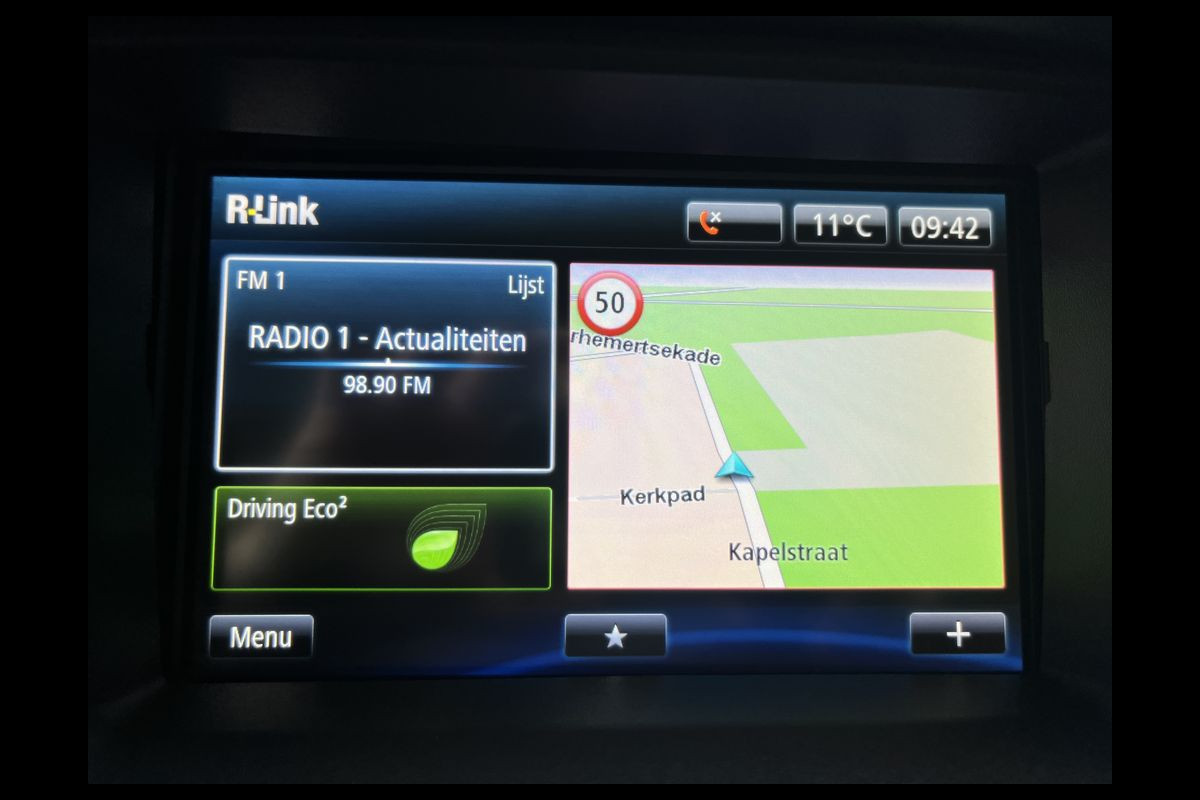 R-Link
11°C
09:42
FM 1
Lijst
RADIO 1 - Actualiteiten
98.90 FM
50
rhemertsekade
Kerkpad
Kapelstraat
Driving Eco²
Menu